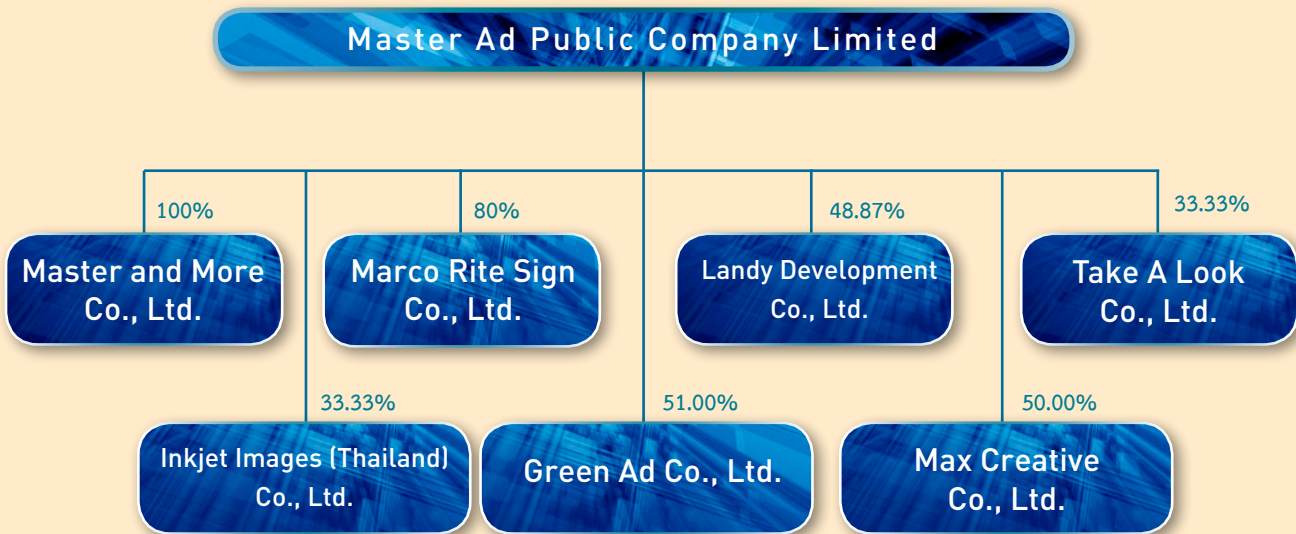 Master Ad Public Company Limited
100%
80%
48.87%
33.33%
Master and More
Co., Ltd.
Marco Rite Sign
Co., Ltd.
Landy Development
Co., Ltd.
Take A Look
Co., Ltd.
33.33%
51.00%
50.00%
Inkjet Images (Thailand)
Co., Ltd.
Green Ad Co., Ltd.
Max Creative
Co., Ltd.